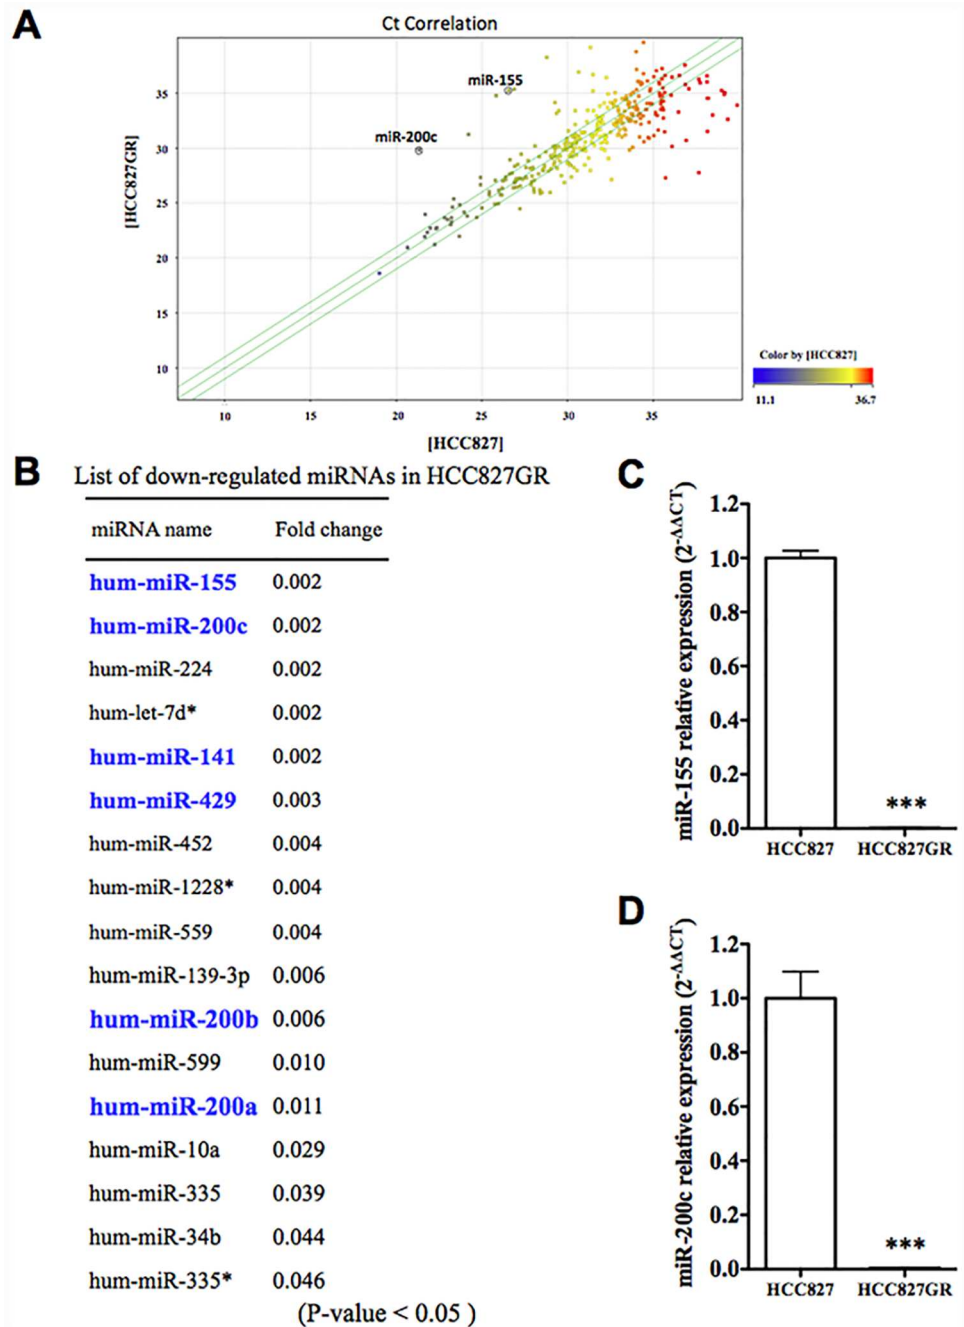 A
Ct Correlation
[HCC827GR]
35
30
25
20
15
10
miR-155
miR-200c
10 15 20 25 30 35
[HCC827]
Color by [HCC827]
11.1 36.7
B
List of down-regulated miRNAs in HCC827GR
miRNA name Fold change
hum-miR-155 0.002
hum-miR-200c 0.002
hum-miR-224 0.002
hum-let-7d* 0.002
hum-miR-141 0.002
hum-miR-429 0.003
hum-miR-452 0.004
hum-miR-1228* 0.004
hum-miR-559 0.004
hum-miR-139-3p 0.006
hum-miR-200b 0.006
hum-miR-599 0.010
hum-miR-200a 0.011
hum-miR-10a 0.029
hum-miR-335 0.039
hum-miR-34b 0.044
hum-miR-335* 0.046
(P-value < 0.05 )
C
miR-155 relative expression (2-ΔΔCT)
1.2
1.0
0.8
0.6
0.4
0.2
0.0
***
HCC827 HCC827GR
D
miR-200c relative expression (2-ΔΔCT)
1.2
1.0
0.8
0.6
0.4
0.2
0.0
***
HCC827 HCC827GR